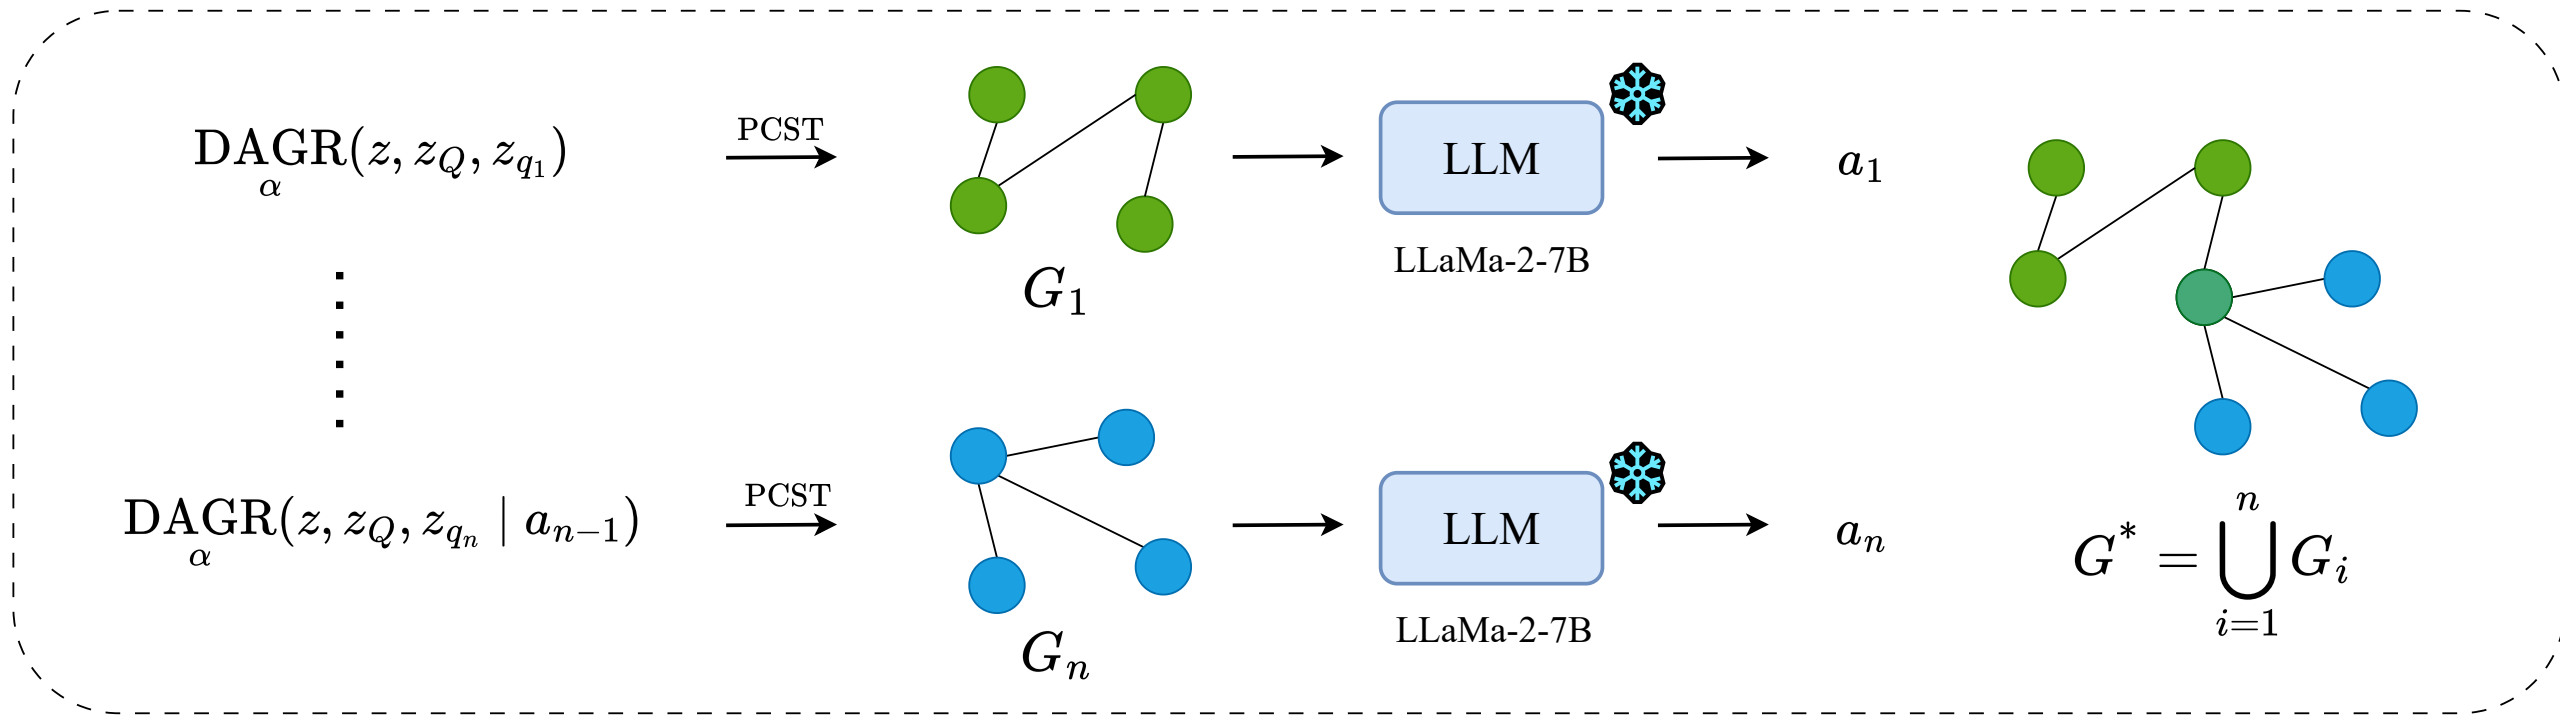 DAGR(z, z_Q, z_{q_1})
α
PCST
G_1
LLM
LLaMa-2-7B
a_1
DAGR(z, z_Q, z_{q_n} | a_{n−1})
α
PCST
G_n
LLM
LLaMa-2-7B
a_n
G^* = ⋃_{i=1}^{n} G_i